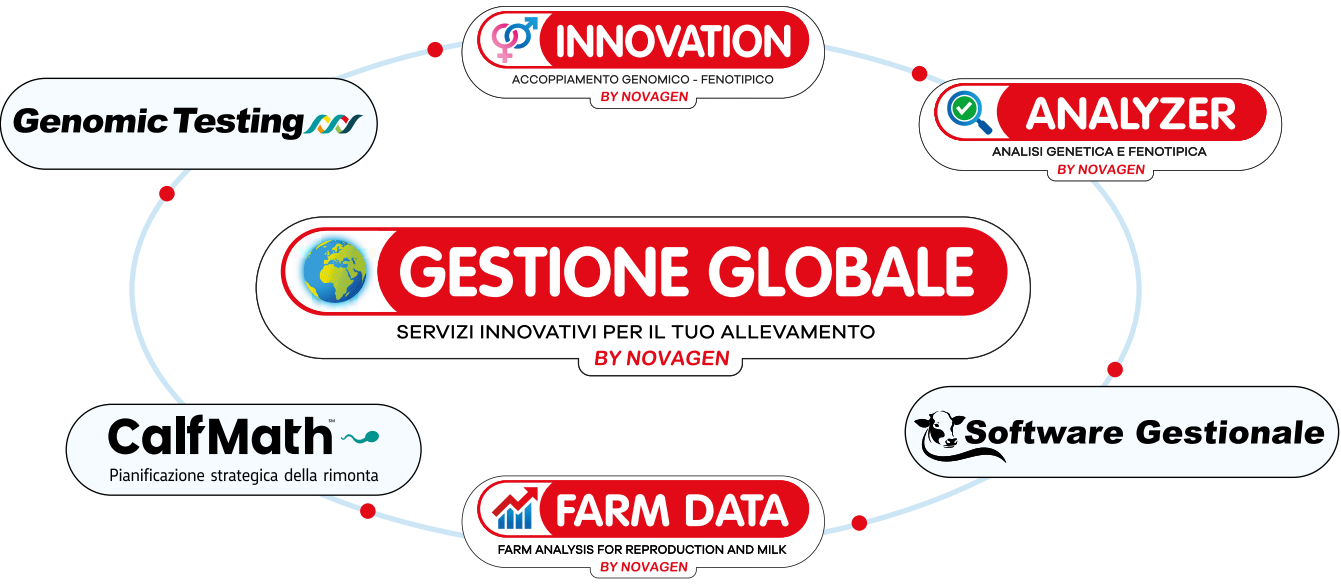 INNOVATION
ACCOPPIAMENTO GENOMICO - FENOTIPICO
BY NOVAGEN
Genomic Testing
ANALYZER
ANALISI GENETICA E FENOTIPICA
BY NOVAGEN
GESTIONE GLOBALE
SERVIZI INNOVATIVI PER IL TUO ALLEVAMENTO
BY NOVAGEN
CalfMath℠
Pianificazione strategica della rimonta
Software Gestionale
FARM DATA
FARM ANALYSIS FOR REPRODUCTION AND MILK
BY NOVAGEN